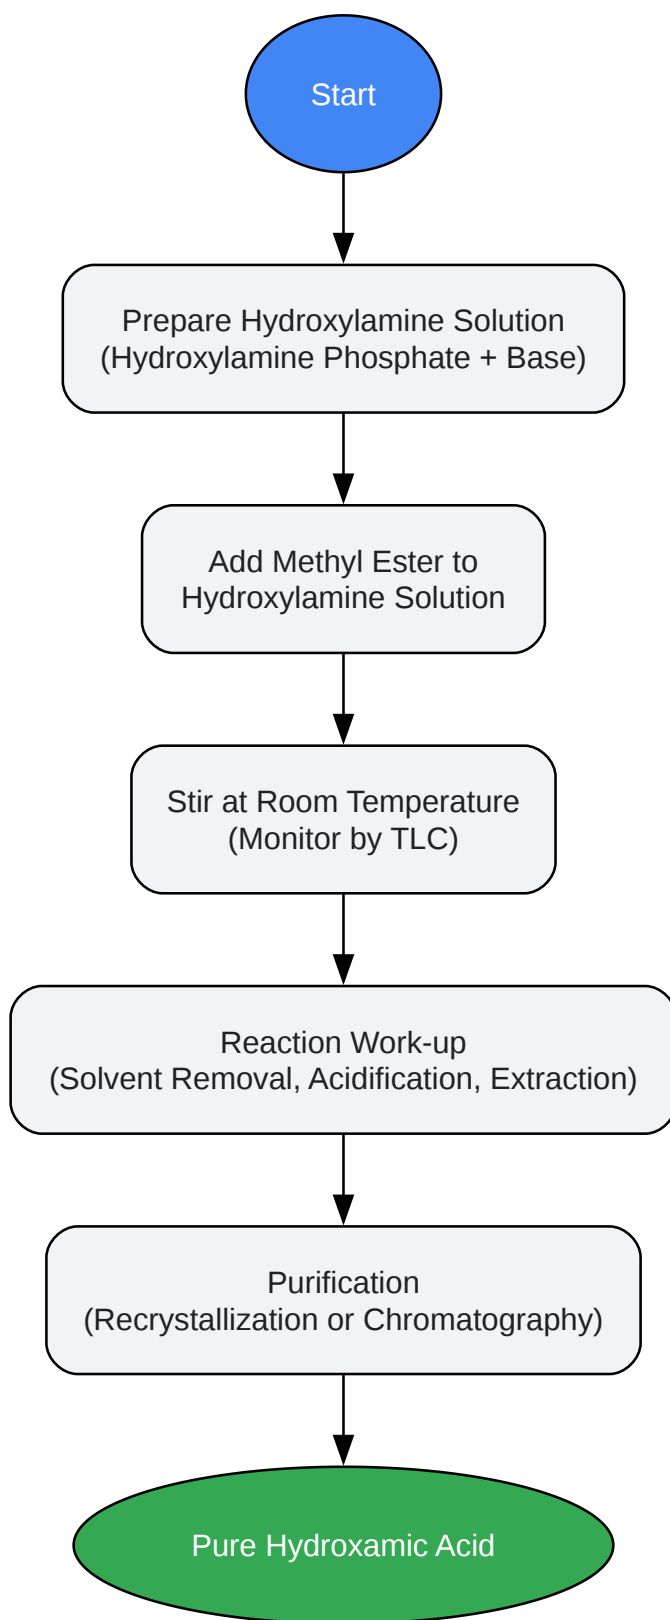 Start
Prepare Hydroxylamine Solution
(Hydroxylamine Phosphate + Base)
Add Methyl Ester to
Hydroxylamine Solution
Stir at Room Temperature
(Monitor by TLC)
Reaction Work-up
(Solvent Removal, Acidification, Extraction)
Purification
(Recrystallization or Chromatography)
Pure Hydroxamic Acid